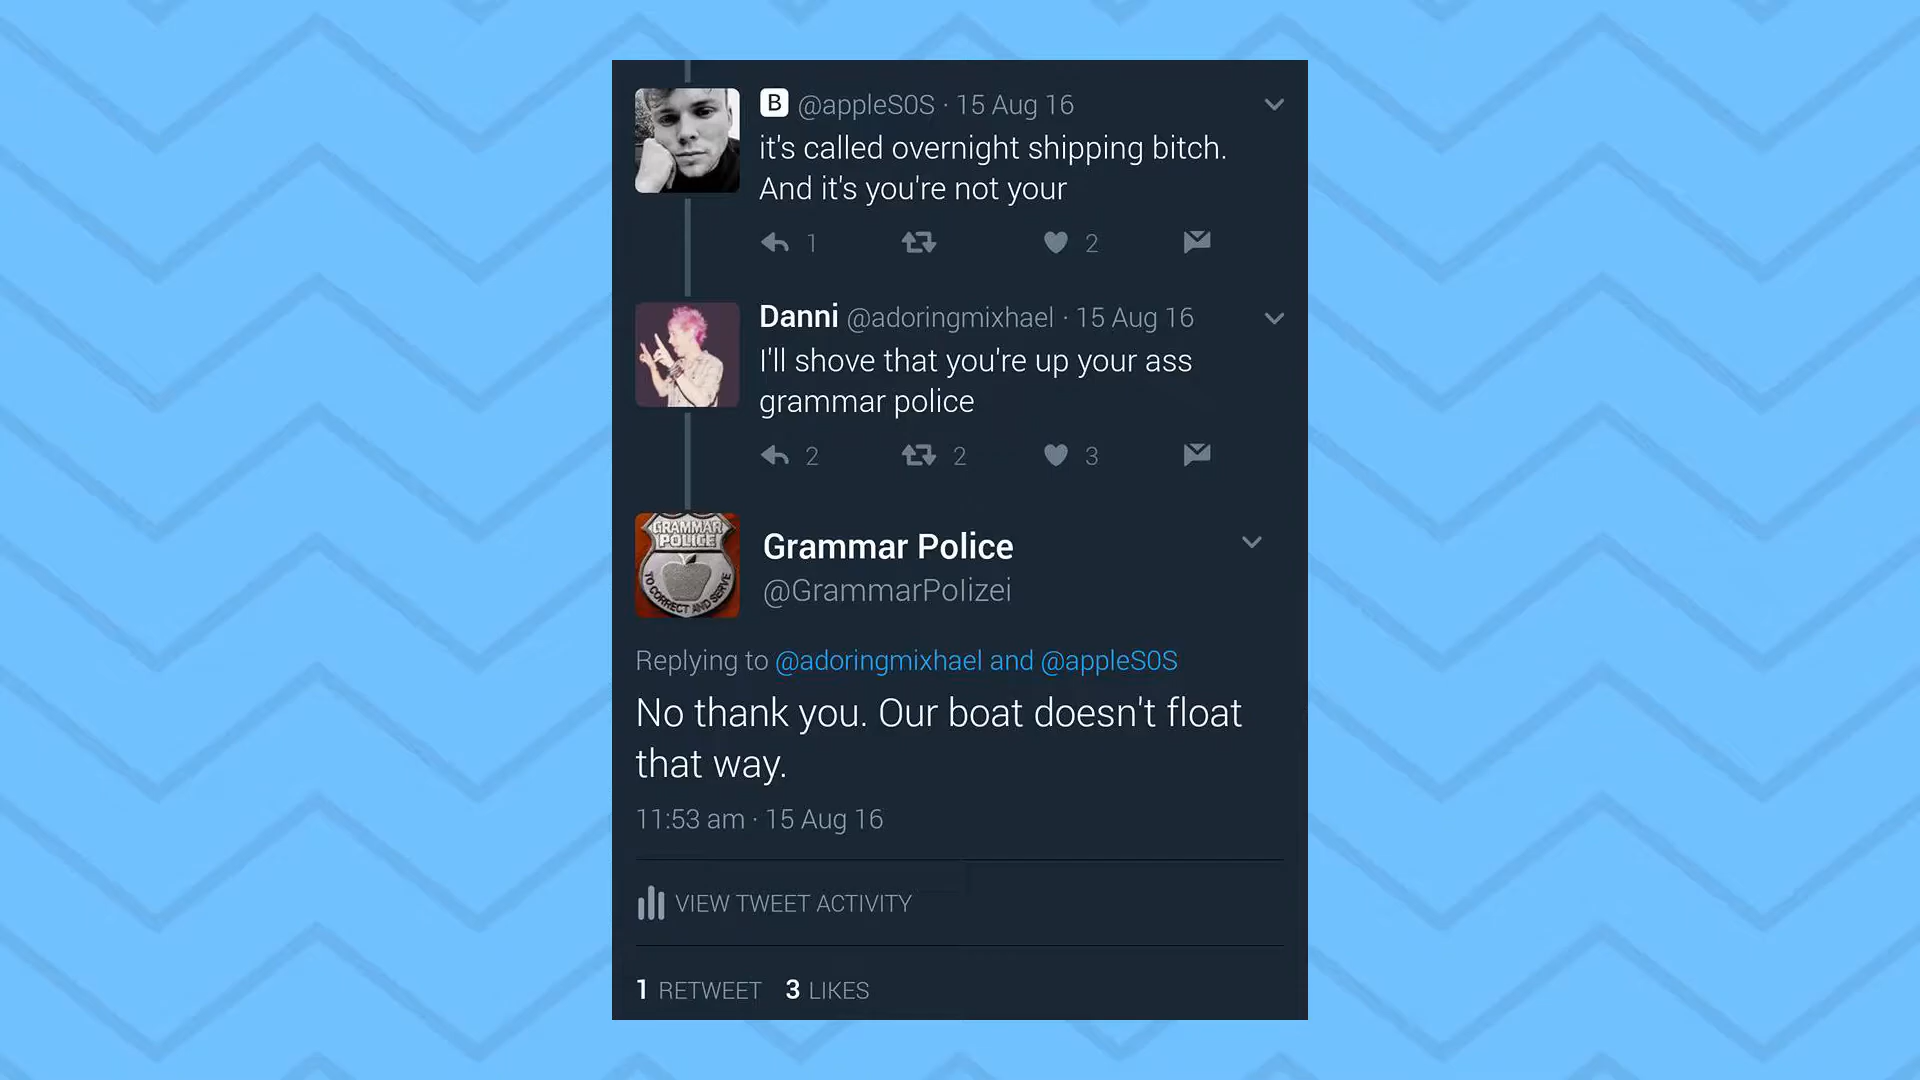 B @appleSOS · 15 Aug 16
it's called overnight shipping bitch.
And it's you're not your
1 2
Danni @adoringmixhael · 15 Aug 16
I'll shove that you're up your ass
grammar police
2 2 3
GRAMMAR
POLICE
TO CORRECT AND SERVE
Grammar Police
@GrammarPolizei
Replying to @adoringmixhael and @appleSOS
No thank you. Our boat doesn't float
that way.
11:53 am · 15 Aug 16
VIEW TWEET ACTIVITY
1 RETWEET 3 LIKES